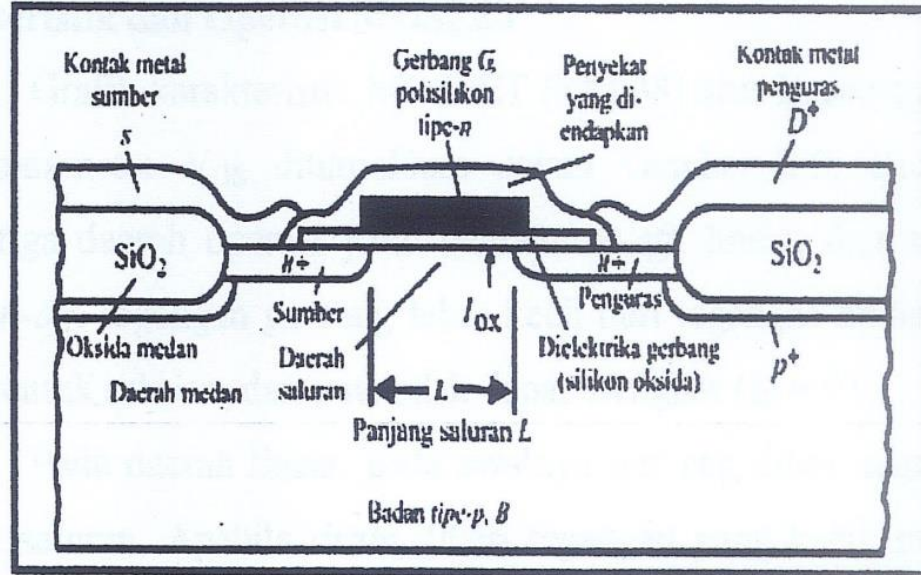 Kontak metal
sumber
s
Gerbang G,
polisilikon
tipe-n
Penyekat
yang di-
endapkan
Kontak metal
penguras
D+
SiO2
n+
n+
SiO2
Sumber
Penguras
Oksida medan
Daerah medan
Daerah
saluran
L
Panjang saluran L
Dielektrika gerbang
(silikon oksida)
p+
Badan tipe-p, B